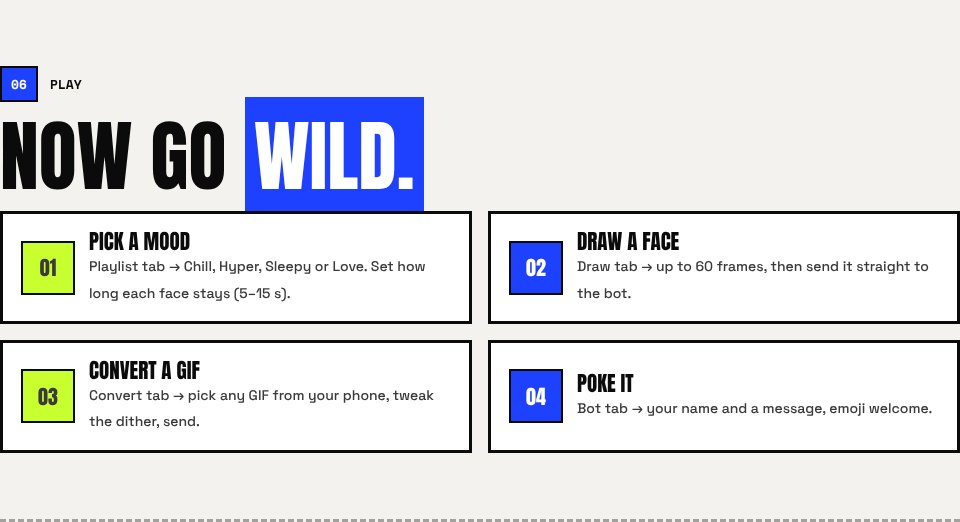 06 PLAY
NOW GO WILD.
01
PICK A MOOD
Playlist tab → Chill, Hyper, Sleepy or Love. Set how
long each face stays (5–15 s).
02
DRAW A FACE
Draw tab → up to 60 frames, then send it straight to
the bot.
03
CONVERT A GIF
Convert tab → pick any GIF from your phone, tweak
the dither, send.
04
POKE IT
Bot tab → your name and a message, emoji welcome.